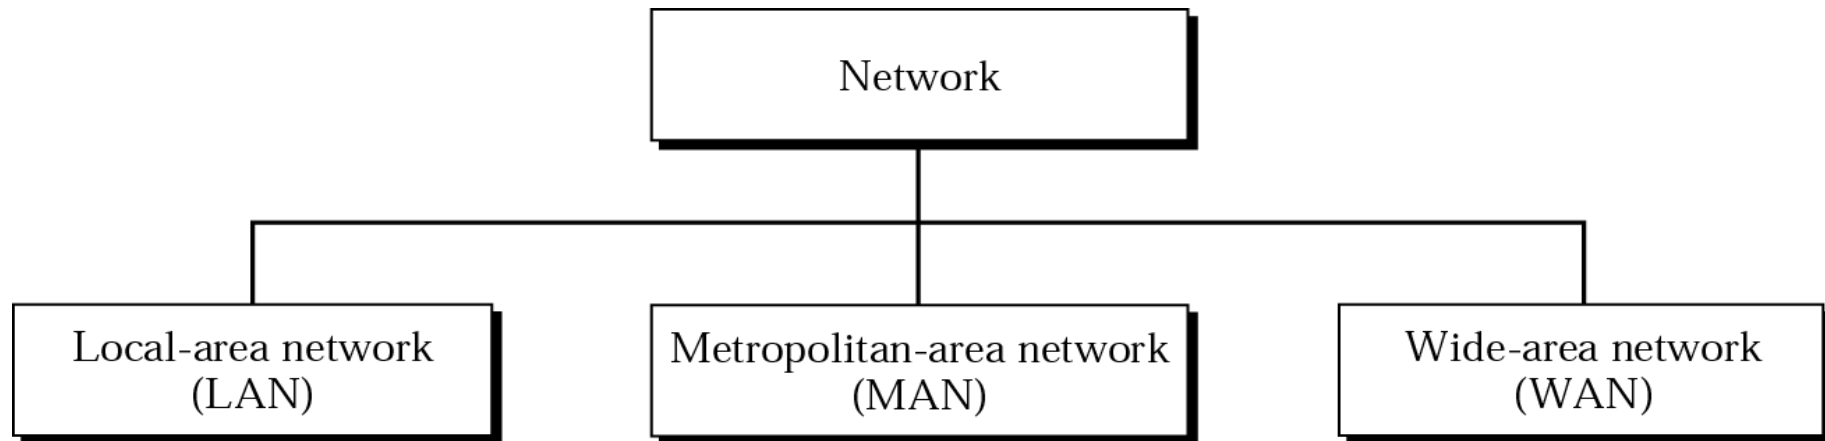 Network
Local-area network
(LAN)
Metropolitan-area network
(MAN)
Wide-area network
(WAN)